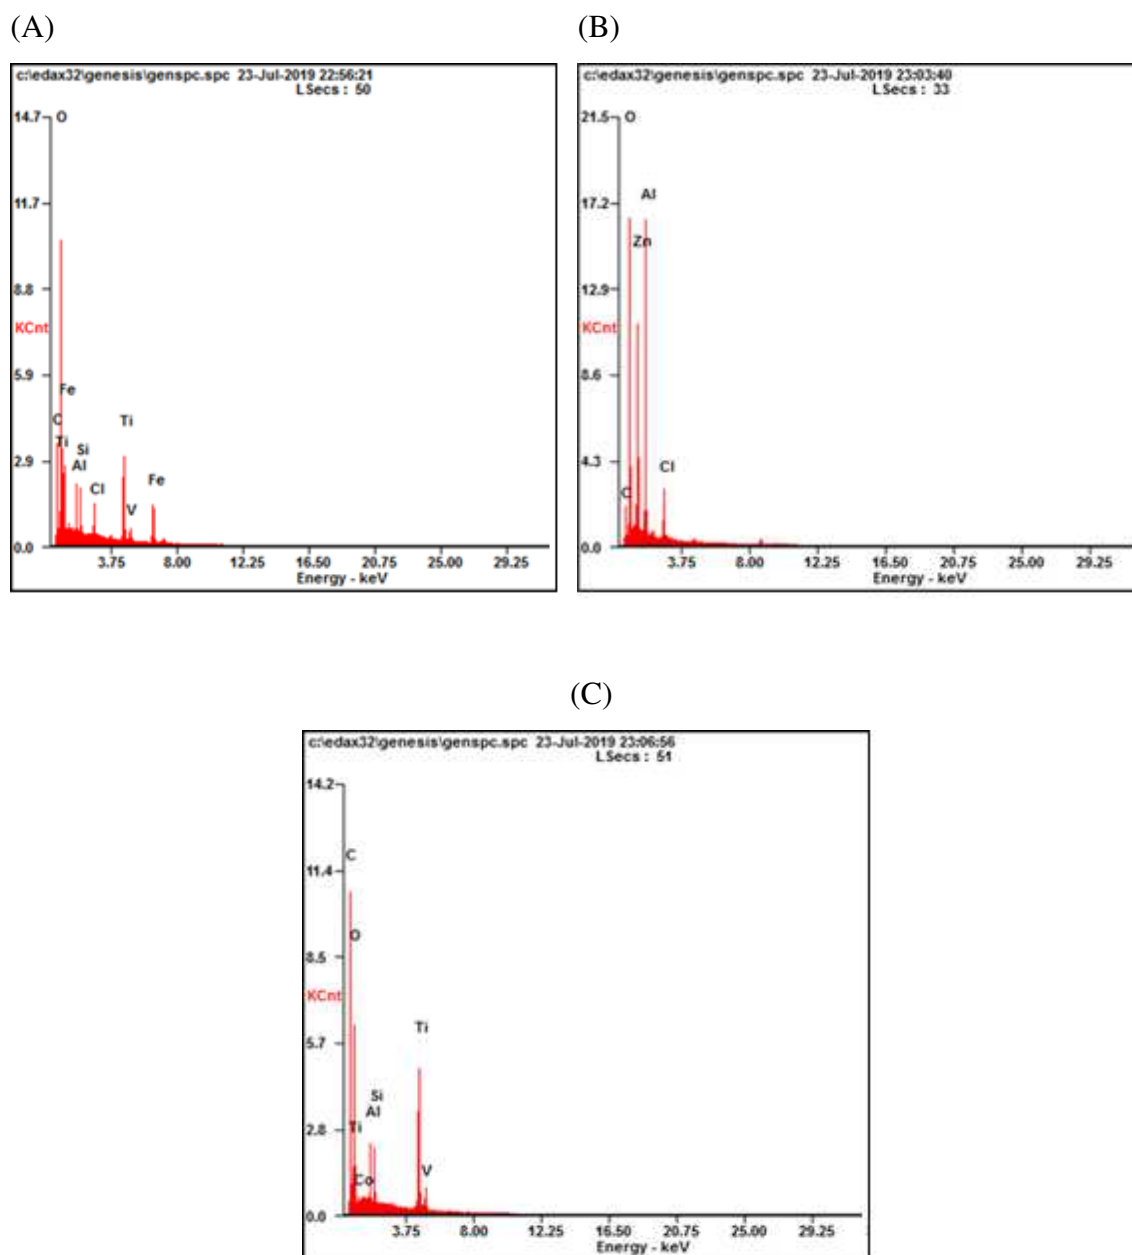 (A)
c:\edax32\genesis\genspc.spc 23-Jul-2019 22:56:21
LSecs : 50
14.7
O
11.7
8.8
KCnt
5.9
Fe
C
Ti
Ti
Si
2.9
Al
Fe
Cl
V
0.0
3.75 8.00 12.25 16.50 20.75 25.00 29.25
Energy - keV
(B)
c:\edax32\genesis\genspc.spc 23-Jul-2019 23:03:40
LSecs : 33
21.5
O
17.2
Al
Zn
12.9
KCnt
8.6
4.3
Cl
C
0.0
3.75 8.00 12.25 16.50 20.75 25.00 29.25
Energy - keV
(C)
c:\edax32\genesis\genspc.spc 23-Jul-2019 23:06:56
LSecs : 51
14.2
C
11.4
O
8.5
KCnt
Ti
5.7
Si
Al
2.8
Ti
V
Co
0.0
3.75 8.00 12.25 16.50 20.75 25.00 29.25
Energy - keV